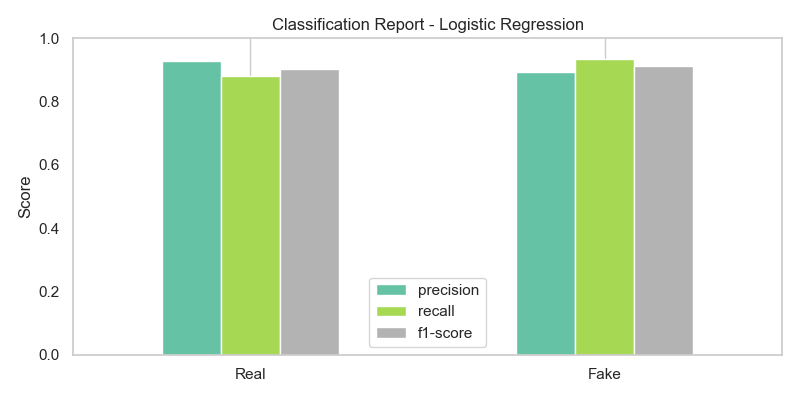 Classification Report - Logistic Regression
1.0
0.8
0.6
0.4
0.2
0.0
Score
precision
recall
f1-score
Real
Fake